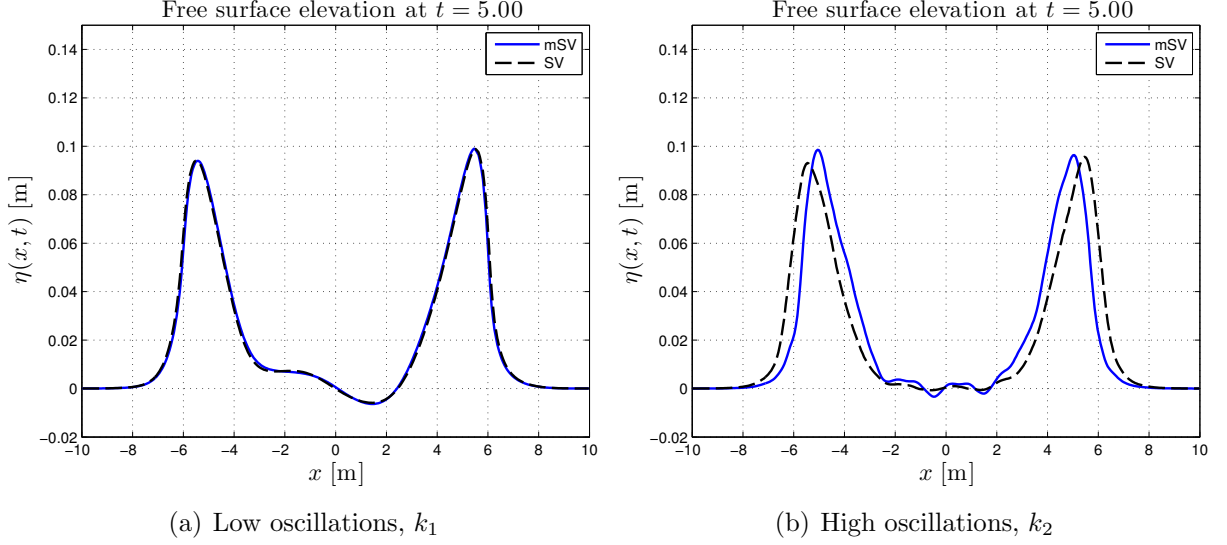 Free surface elevation at t = 5.00
mSV
SV
0.14
0.12
0.1
0.08
0.06
0.04
0.02
0
−0.02
η(x, t) [m]
−10 −8 −6 −4 −2 0 2 4 6 8 10
x [m]
(a) Low oscillations, k₁
Free surface elevation at t = 5.00
mSV
SV
0.14
0.12
0.1
0.08
0.06
0.04
0.02
0
−0.02
η(x, t) [m]
−10 −8 −6 −4 −2 0 2 4 6 8 10
x [m]
(b) High oscillations, k₂